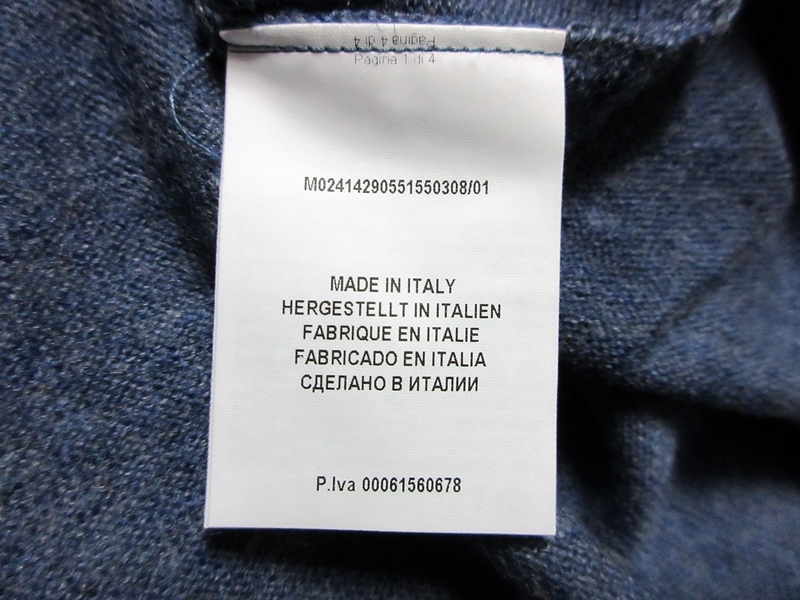 Pagina 4 di 4
Pagina 1 di 4
M02414290551550308/01
MADE IN ITALY
HERGESTELLT IN ITALIEN
FABRIQUE EN ITALIE
FABRICADO EN ITALIA
СДЕЛАНО В ИТАЛИИ
P.Iva 00061560678